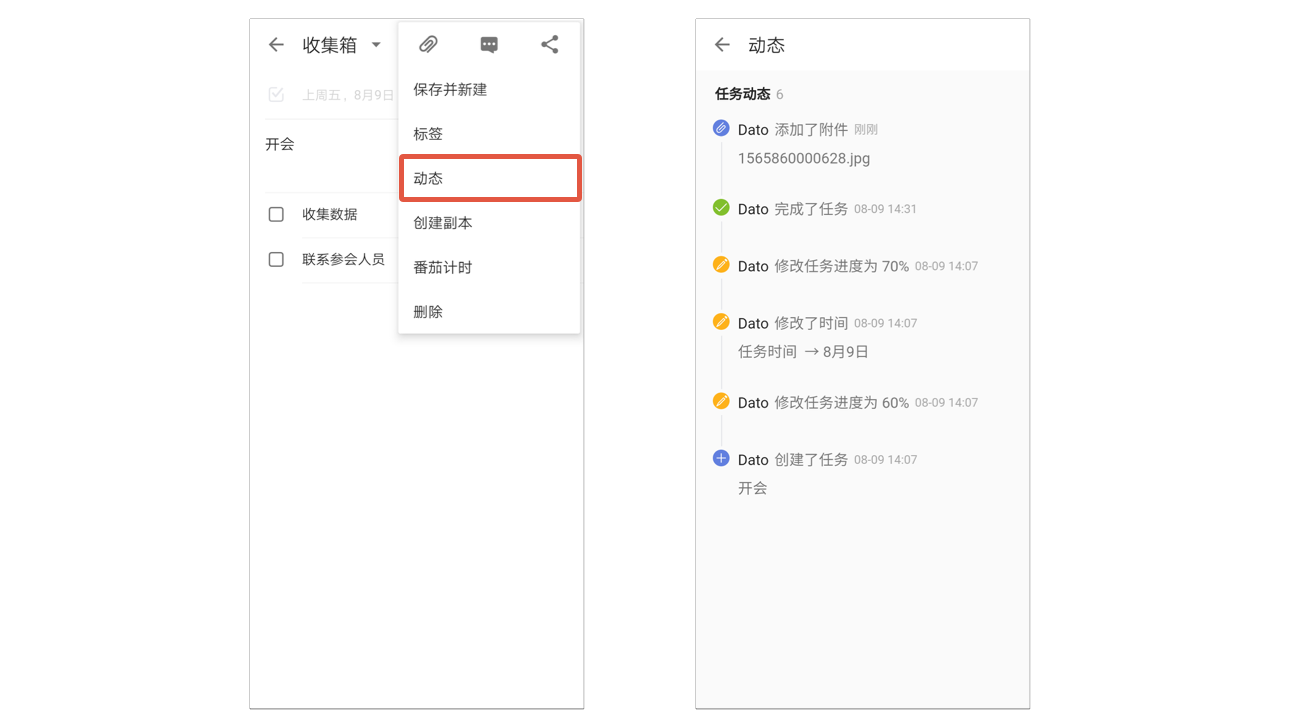 收集箱
上周五，8月9日
开会
收集数据
联系参会人员
保存并新建
标签
动态
创建副本
番茄计时
删除
动态
任务动态 6
Dato 添加了附件 刚刚
1565860000628.jpg
Dato 完成了任务 08-09 14:31
Dato 修改任务进度为 70% 08-09 14:07
Dato 修改了时间 08-09 14:07
任务时间 → 8月9日
Dato 修改任务进度为 60% 08-09 14:07
Dato 创建了任务 08-09 14:07
开会